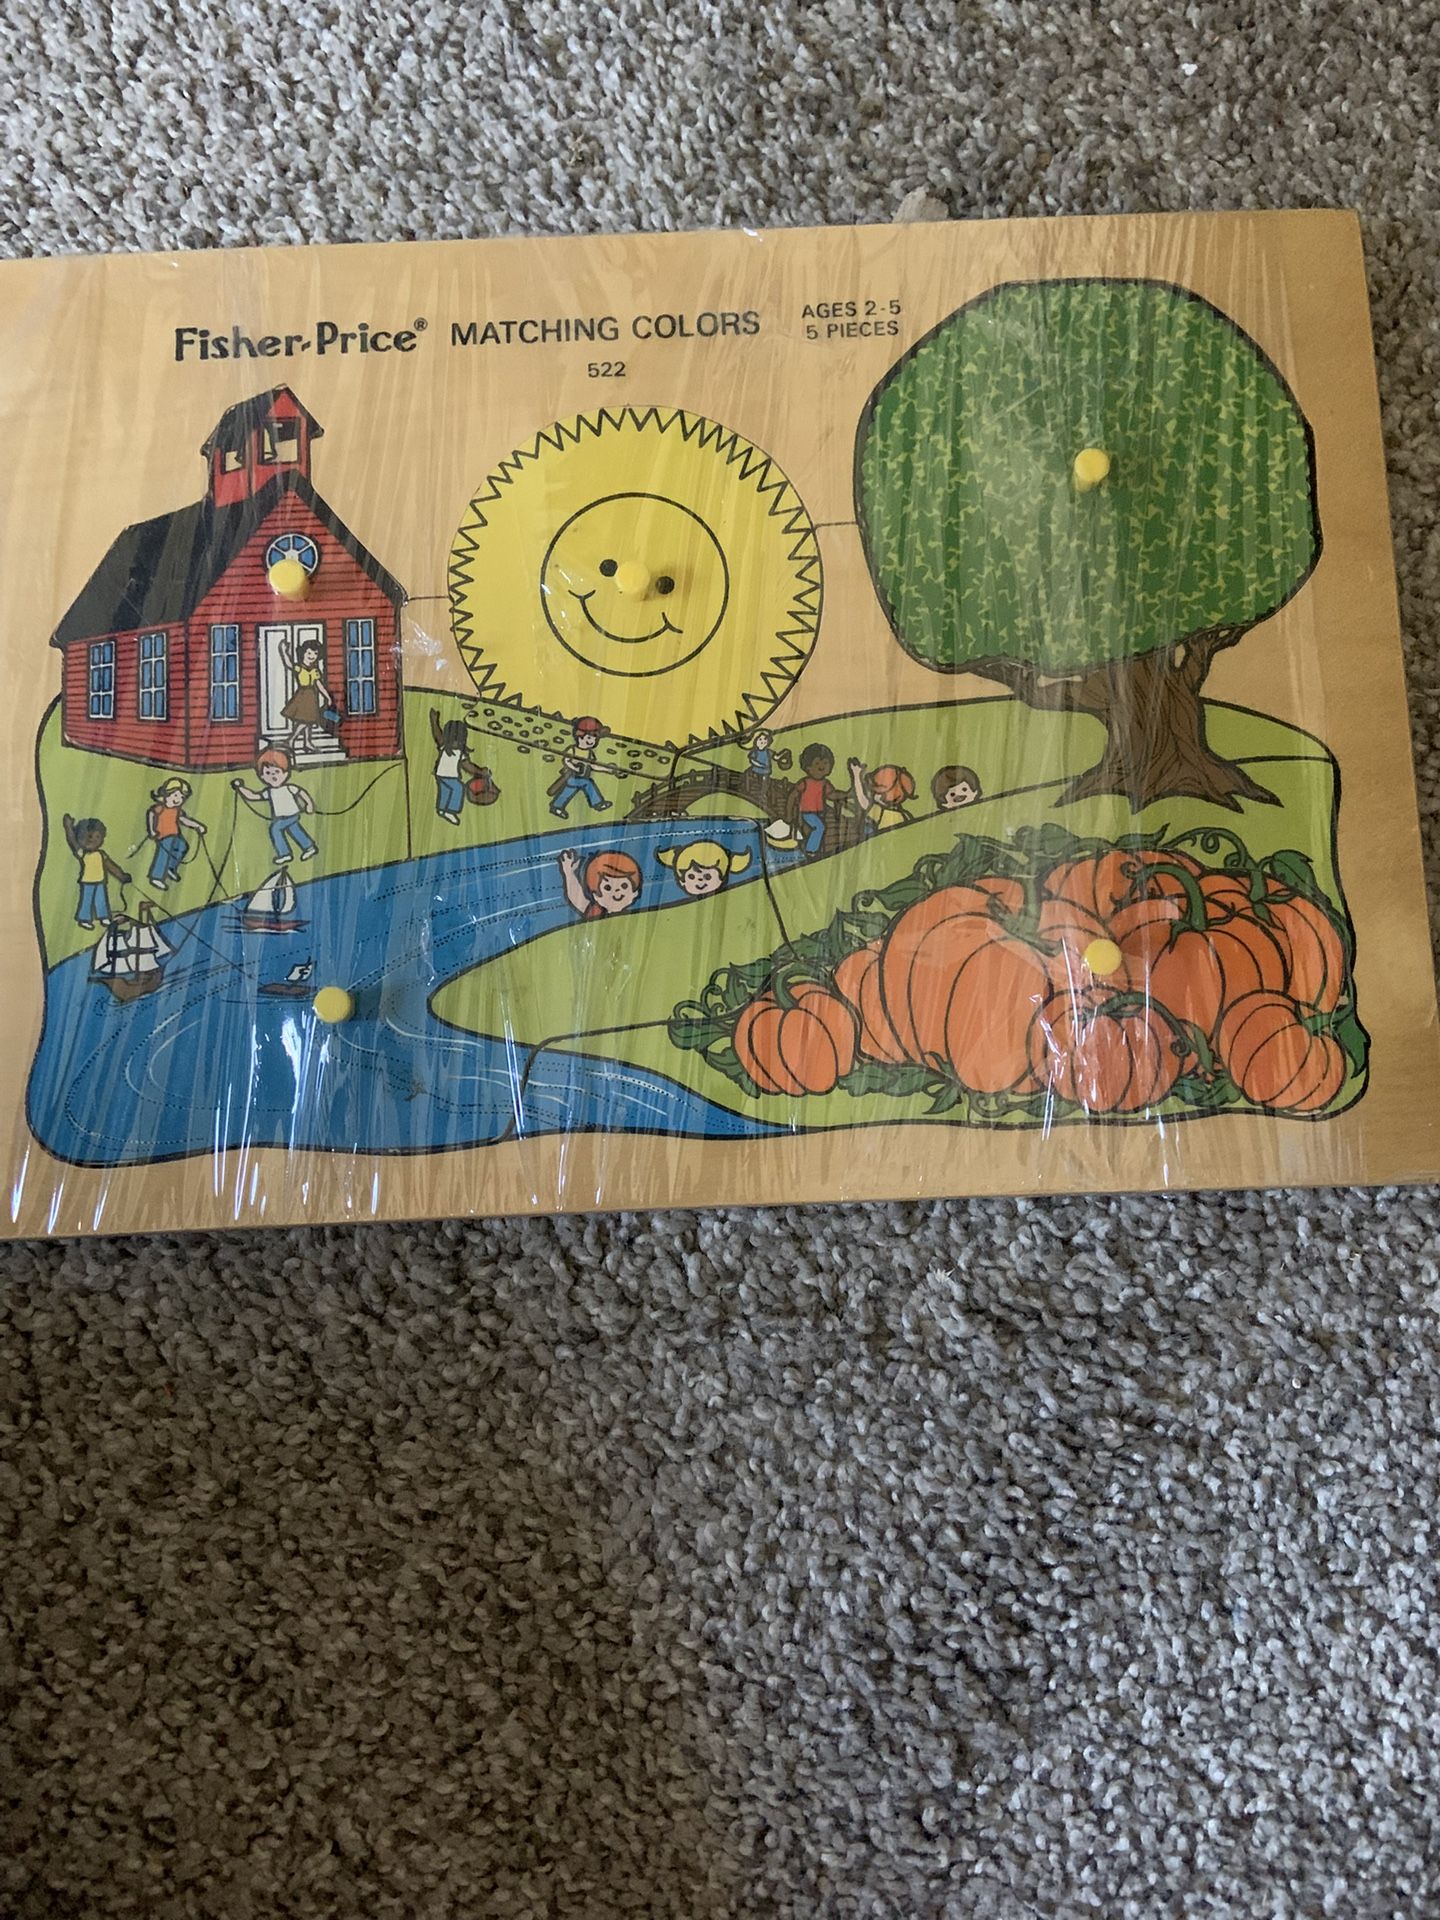 Fisher-Price® MATCHING COLORS
522
AGES 2-5
5 PIECES